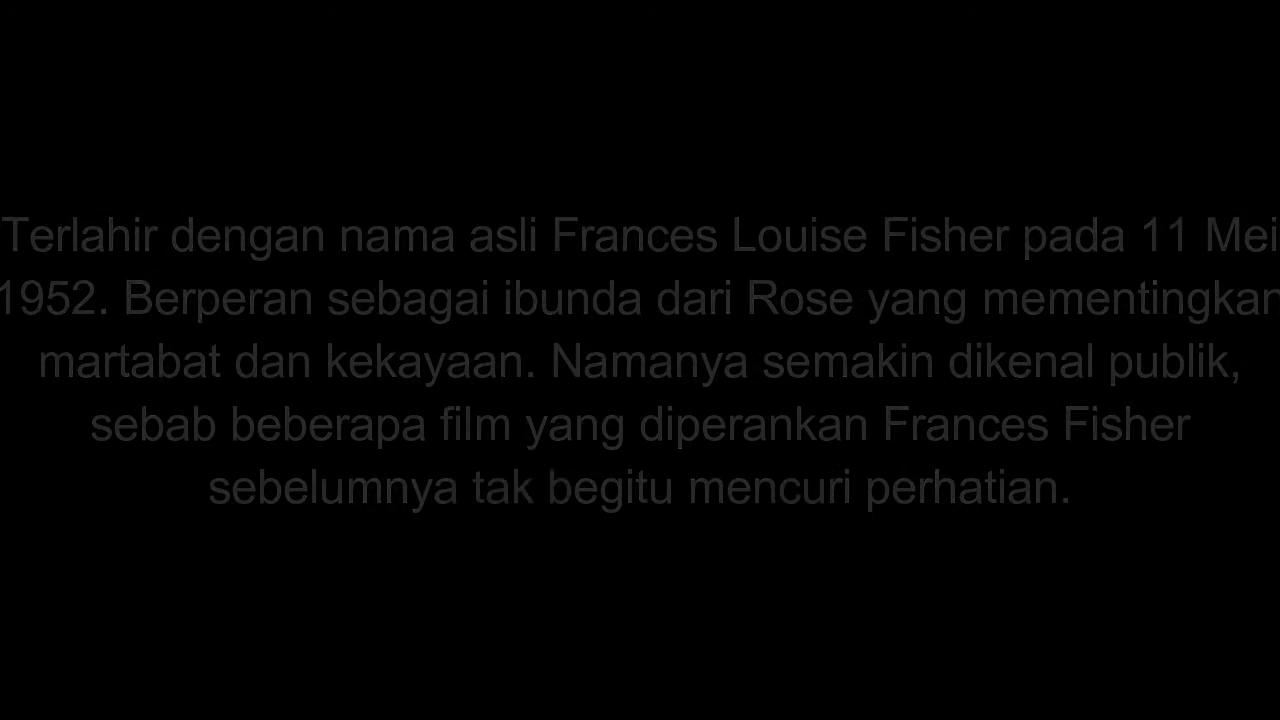 Terlahir dengan nama asli Frances Louise Fisher pada 11 Mei
1952. Berperan sebagai ibunda dari Rose yang mementingkan
martabat dan kekayaan. Namanya semakin dikenal publik,
sebab beberapa film yang diperankan Frances Fisher
sebelumnya tak begitu mencuri perhatian.